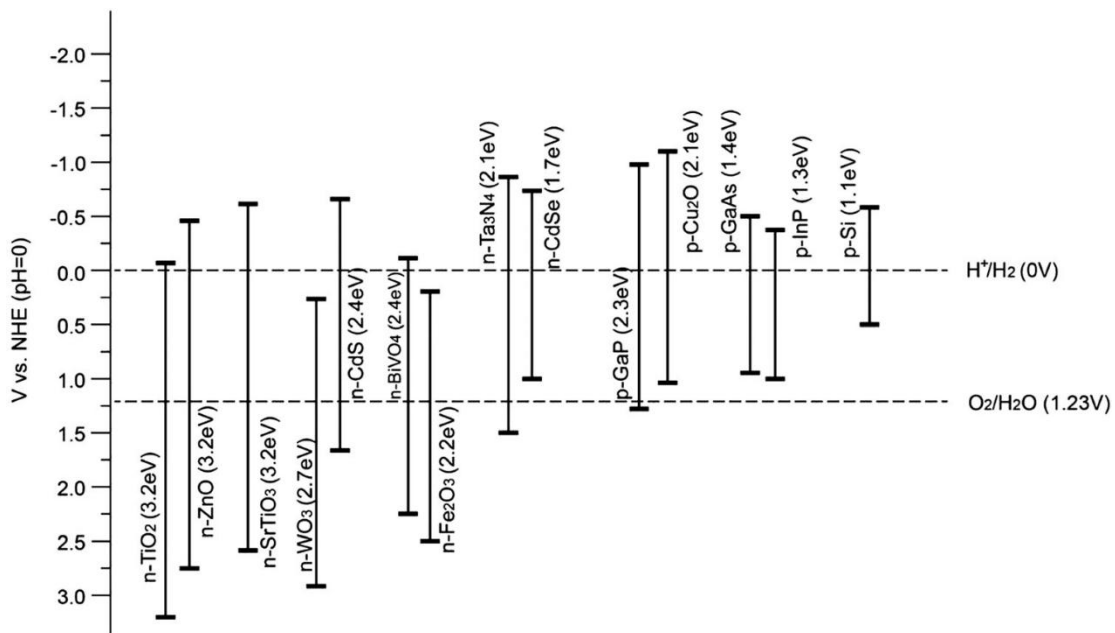 V vs. NHE (pH=0)
-2.0
-1.5
-1.0
-0.5
0.0
0.5
1.0
1.5
2.0
2.5
3.0
n-TiO₂ (3.2eV)
n-ZnO (3.2eV)
n-SrTiO₃ (3.2eV)
n-WO₃ (2.7eV)
n-CdS (2.4eV)
n-BiVO₄ (2.4eV)
n-Fe₂O₃ (2.2eV)
n-Ta₃N₄ (2.1eV)
n-CdSe (1.7eV)
p-GaP (2.3eV)
p-Cu₂O (2.1eV)
p-GaAs (1.4eV)
p-InP (1.3eV)
p-Si (1.1eV)
H⁺/H₂ (0V)
O₂/H₂O (1.23V)